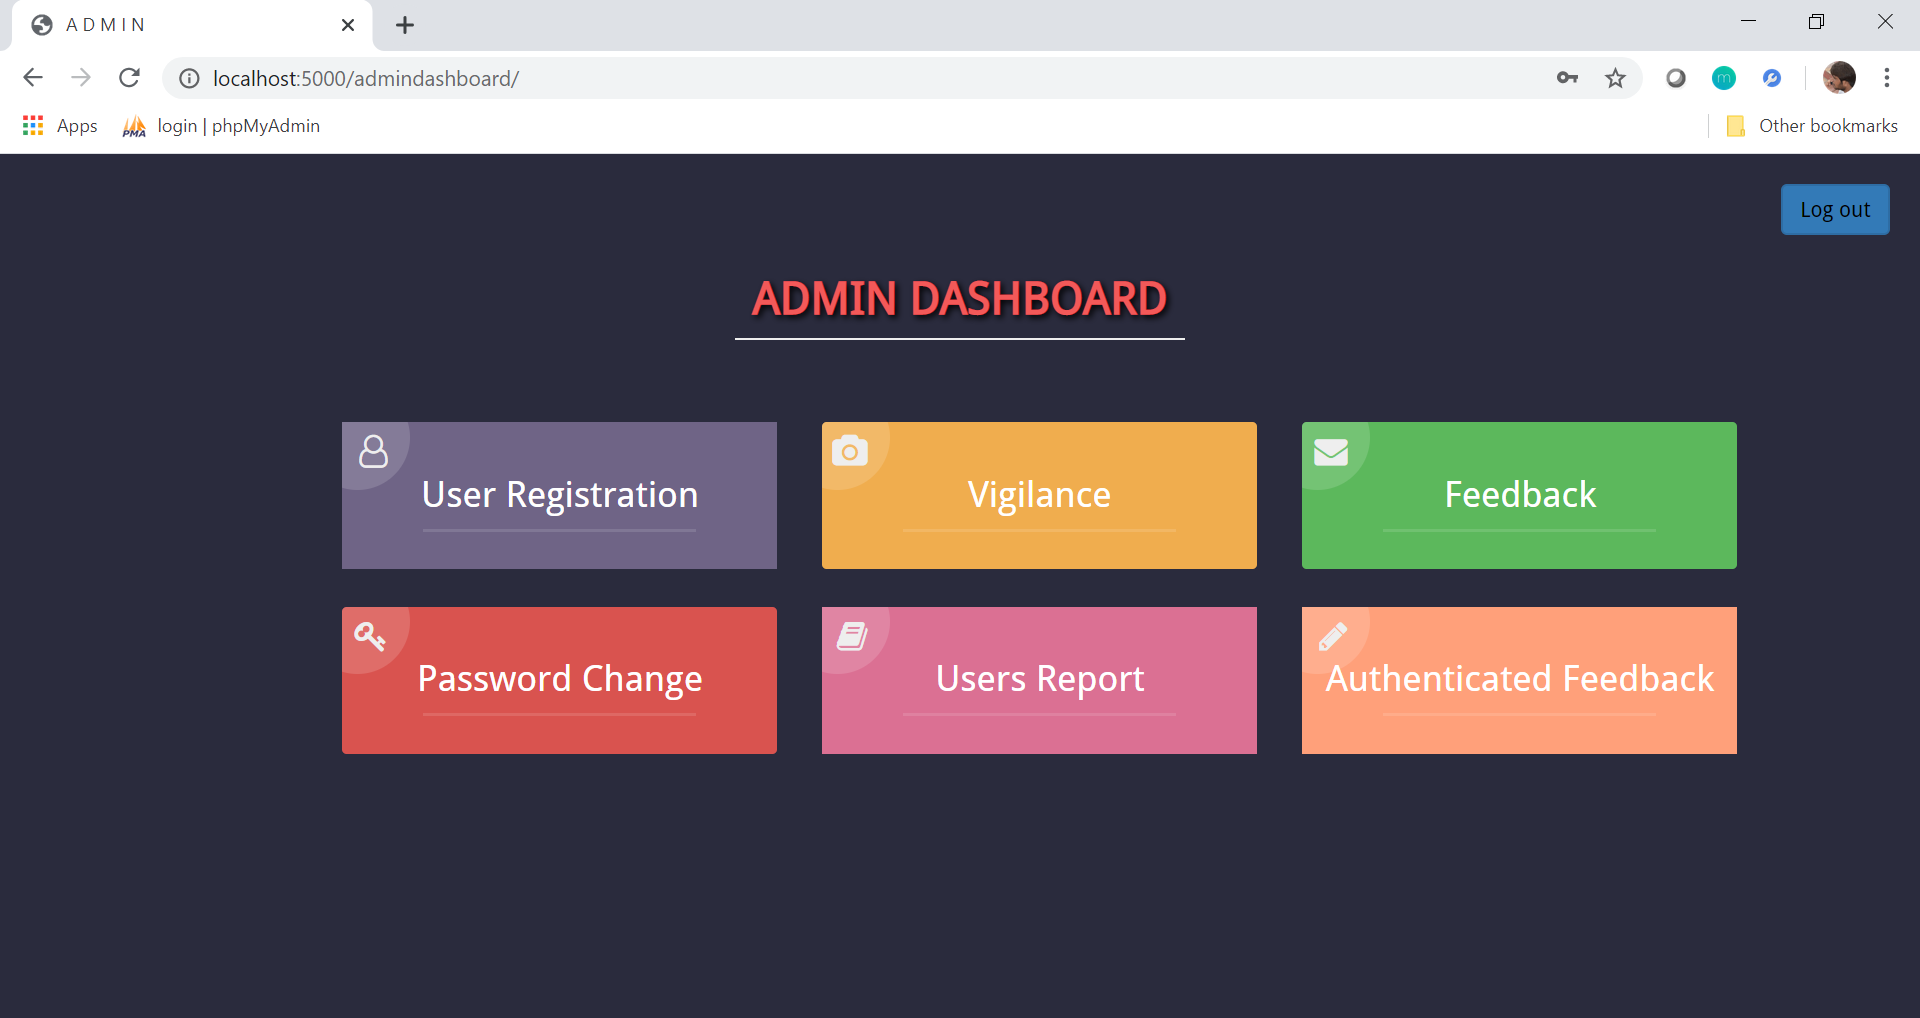 A D M I N
localhost:5000/admindashboard/
m
Apps
PMA
login | phpMyAdmin
Other bookmarks
Log out
ADMIN DASHBOARD
User Registration
Vigilance
Feedback
Password Change
Users Report
Authenticated Feedback